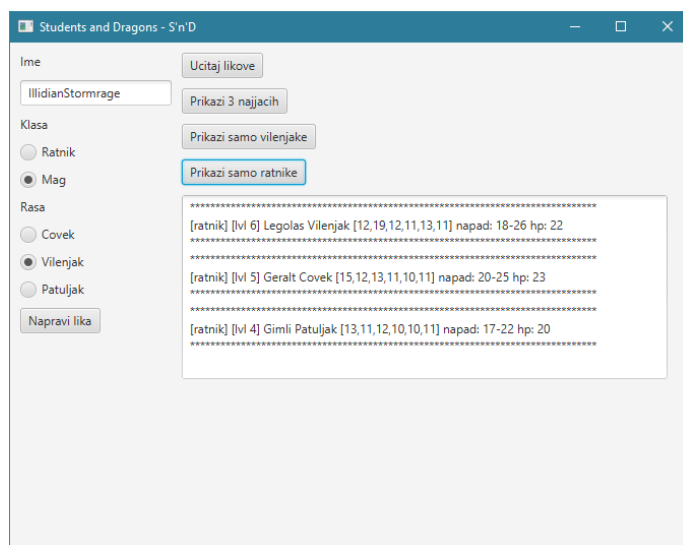 Students and Dragons - S'n'D
Ime
IllidianStormrage
Klasa
Ratnik
Mag
Rasa
Covek
Vilenjak
Patuljak
Napravi lika
Ucitaj likove
Prikazi 3 najjacih
Prikazi samo vilenjake
Prikazi samo ratnike
********************************************************************************
[ratnik] [lvl 6] Legolas Vilenjak [12,19,12,11,13,11] napad: 18-26 hp: 22
********************************************************************************
********************************************************************************
[ratnik] [lvl 5] Geralt Covek [15,12,13,11,10,11] napad: 20-25 hp: 23
********************************************************************************
********************************************************************************
[ratnik] [lvl 4] Gimli Patuljak [13,11,12,10,10,11] napad: 17-22 hp: 20
********************************************************************************